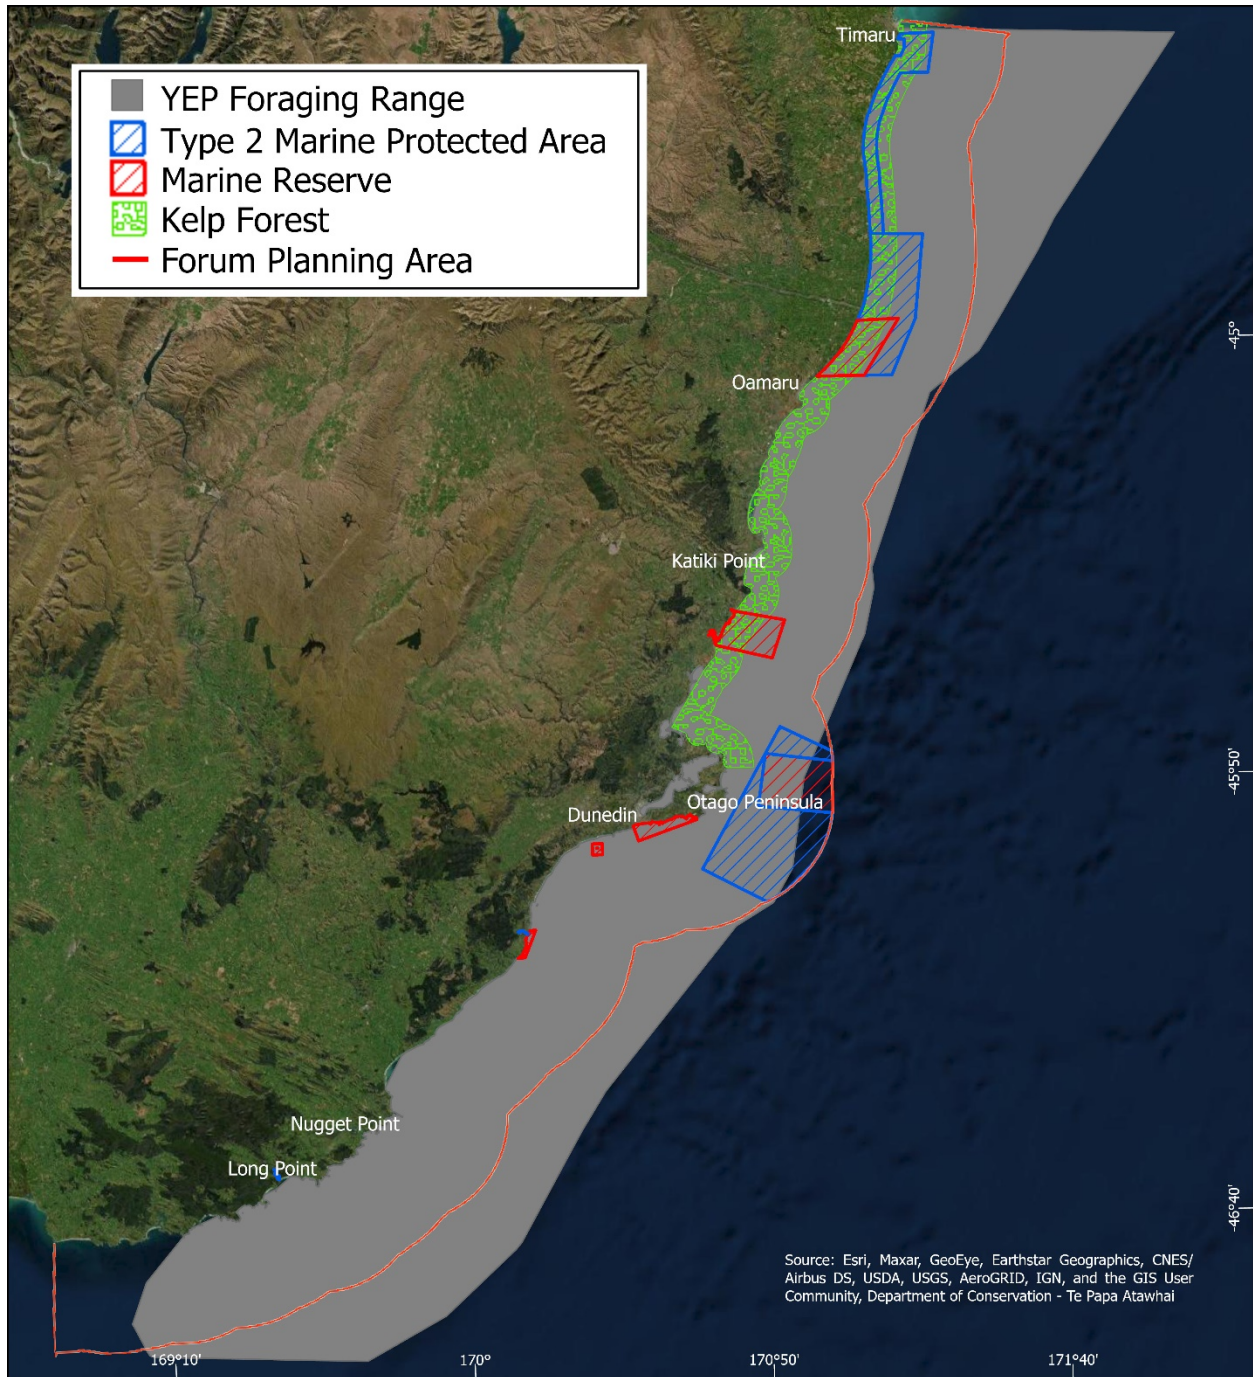 Timaru
YEP Foraging Range
Type 2 Marine Protected Area
Marine Reserve
Kelp Forest
Forum Planning Area
-45°
Oamaru
Katiki Point
-45°50'
Otago Peninsula
Dunedin
Nugget Point
Long Point
-46°40'
Source: Esri, Maxar, GeoEye, Earthstar Geographics, CNES/
Airbus DS, USDA, USGS, AeroGRID, IGN, and the GIS User
Community, Department of Conservation - Te Papa Atawhai
169°10'
170°
170°50'
171°40'